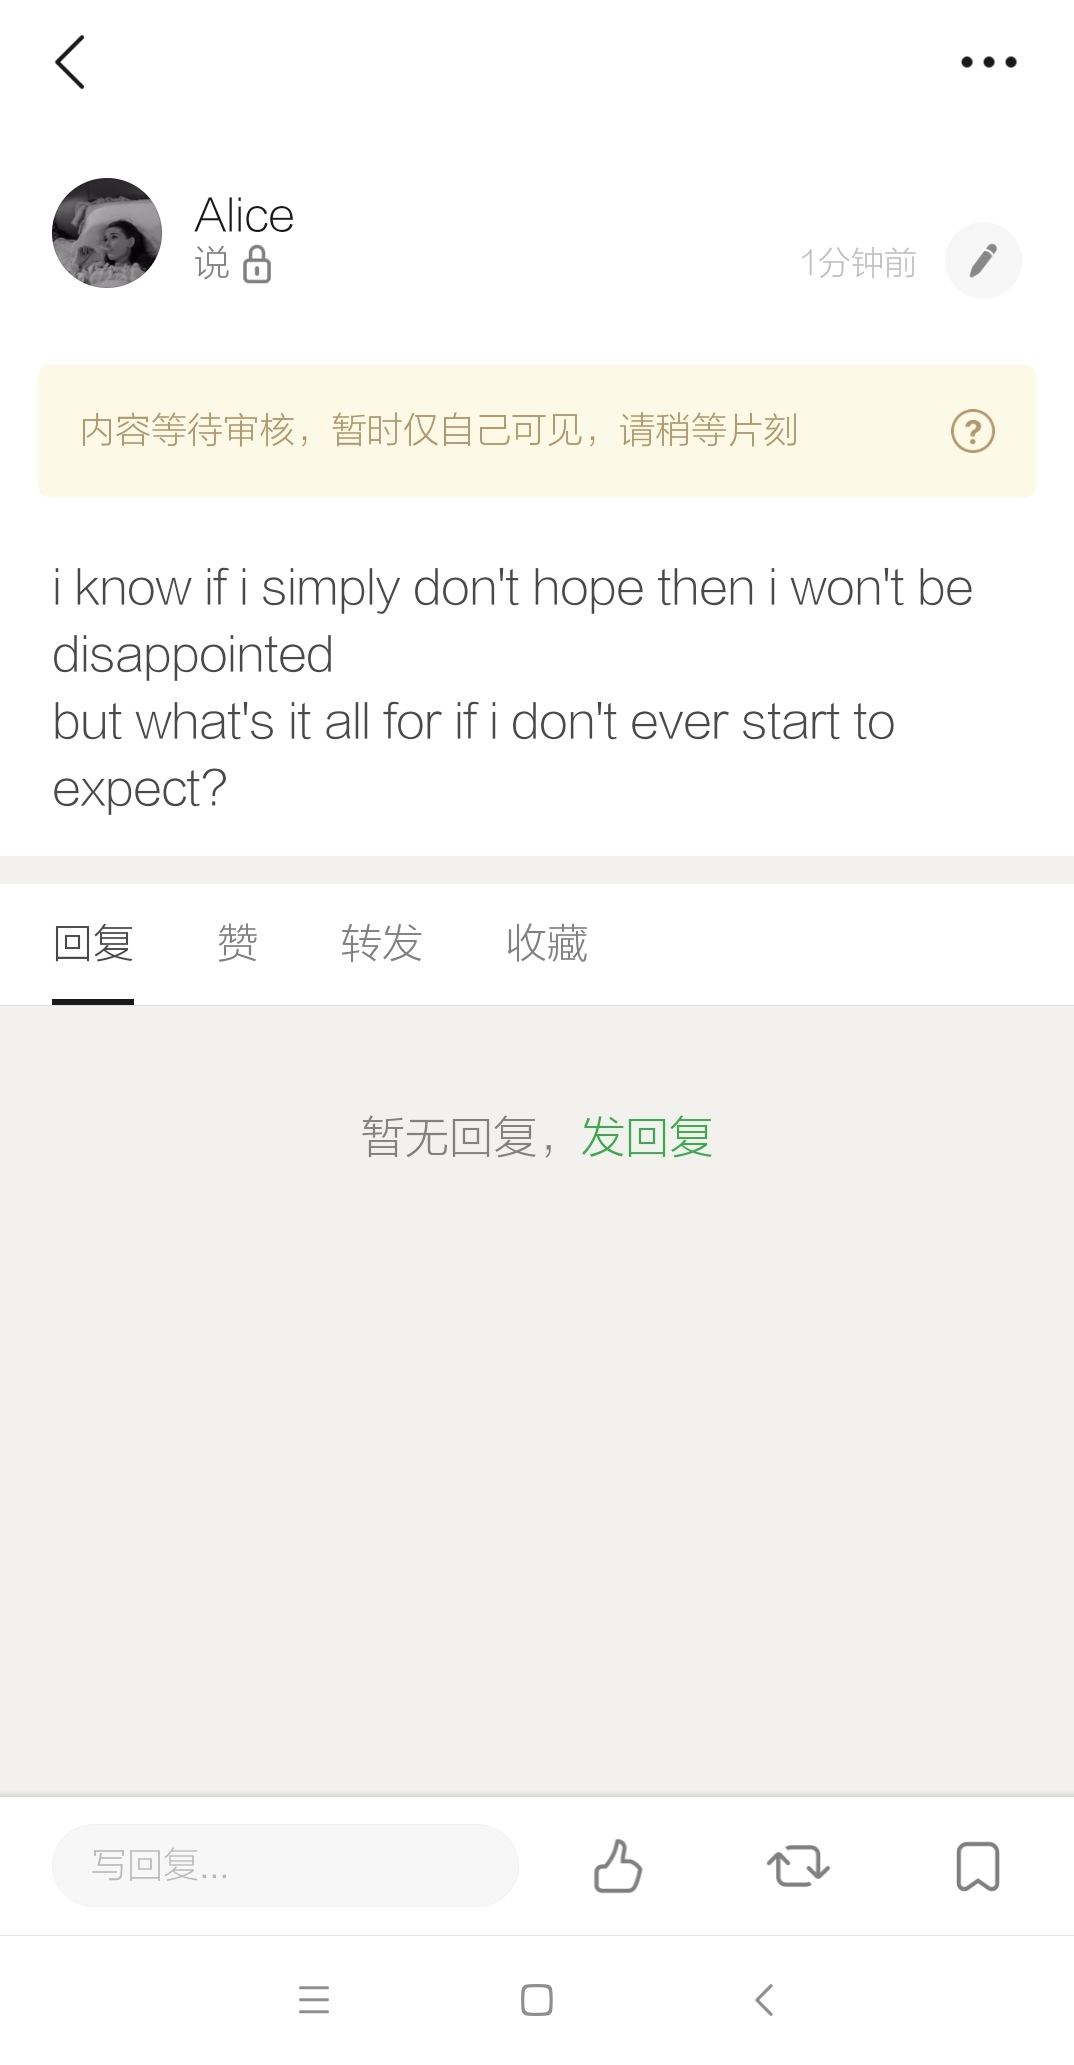 Alice
说
1分钟前
内容等待审核，暂时仅自己可见，请稍等片刻
?
i know if i simply don't hope then i won't be
disappointed
but what's it all for if i don't ever start to
expect?
回复 赞 转发 收藏
暂无回复，发回复
写回复...